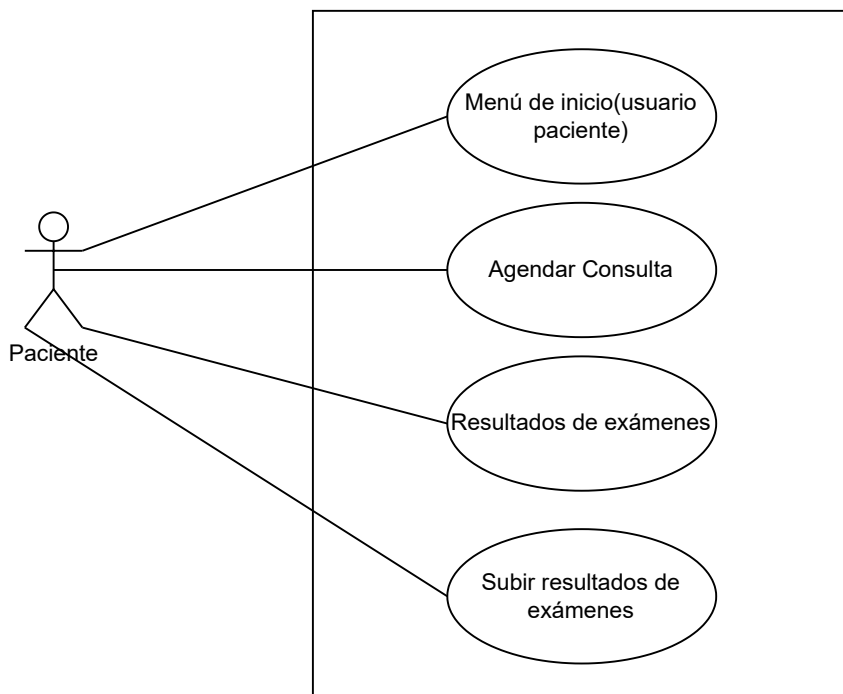 Menú de inicio(usuario
paciente)
Agendar Consulta
Paciente
Resultados de exámenes
Subir resultados de
exámenes